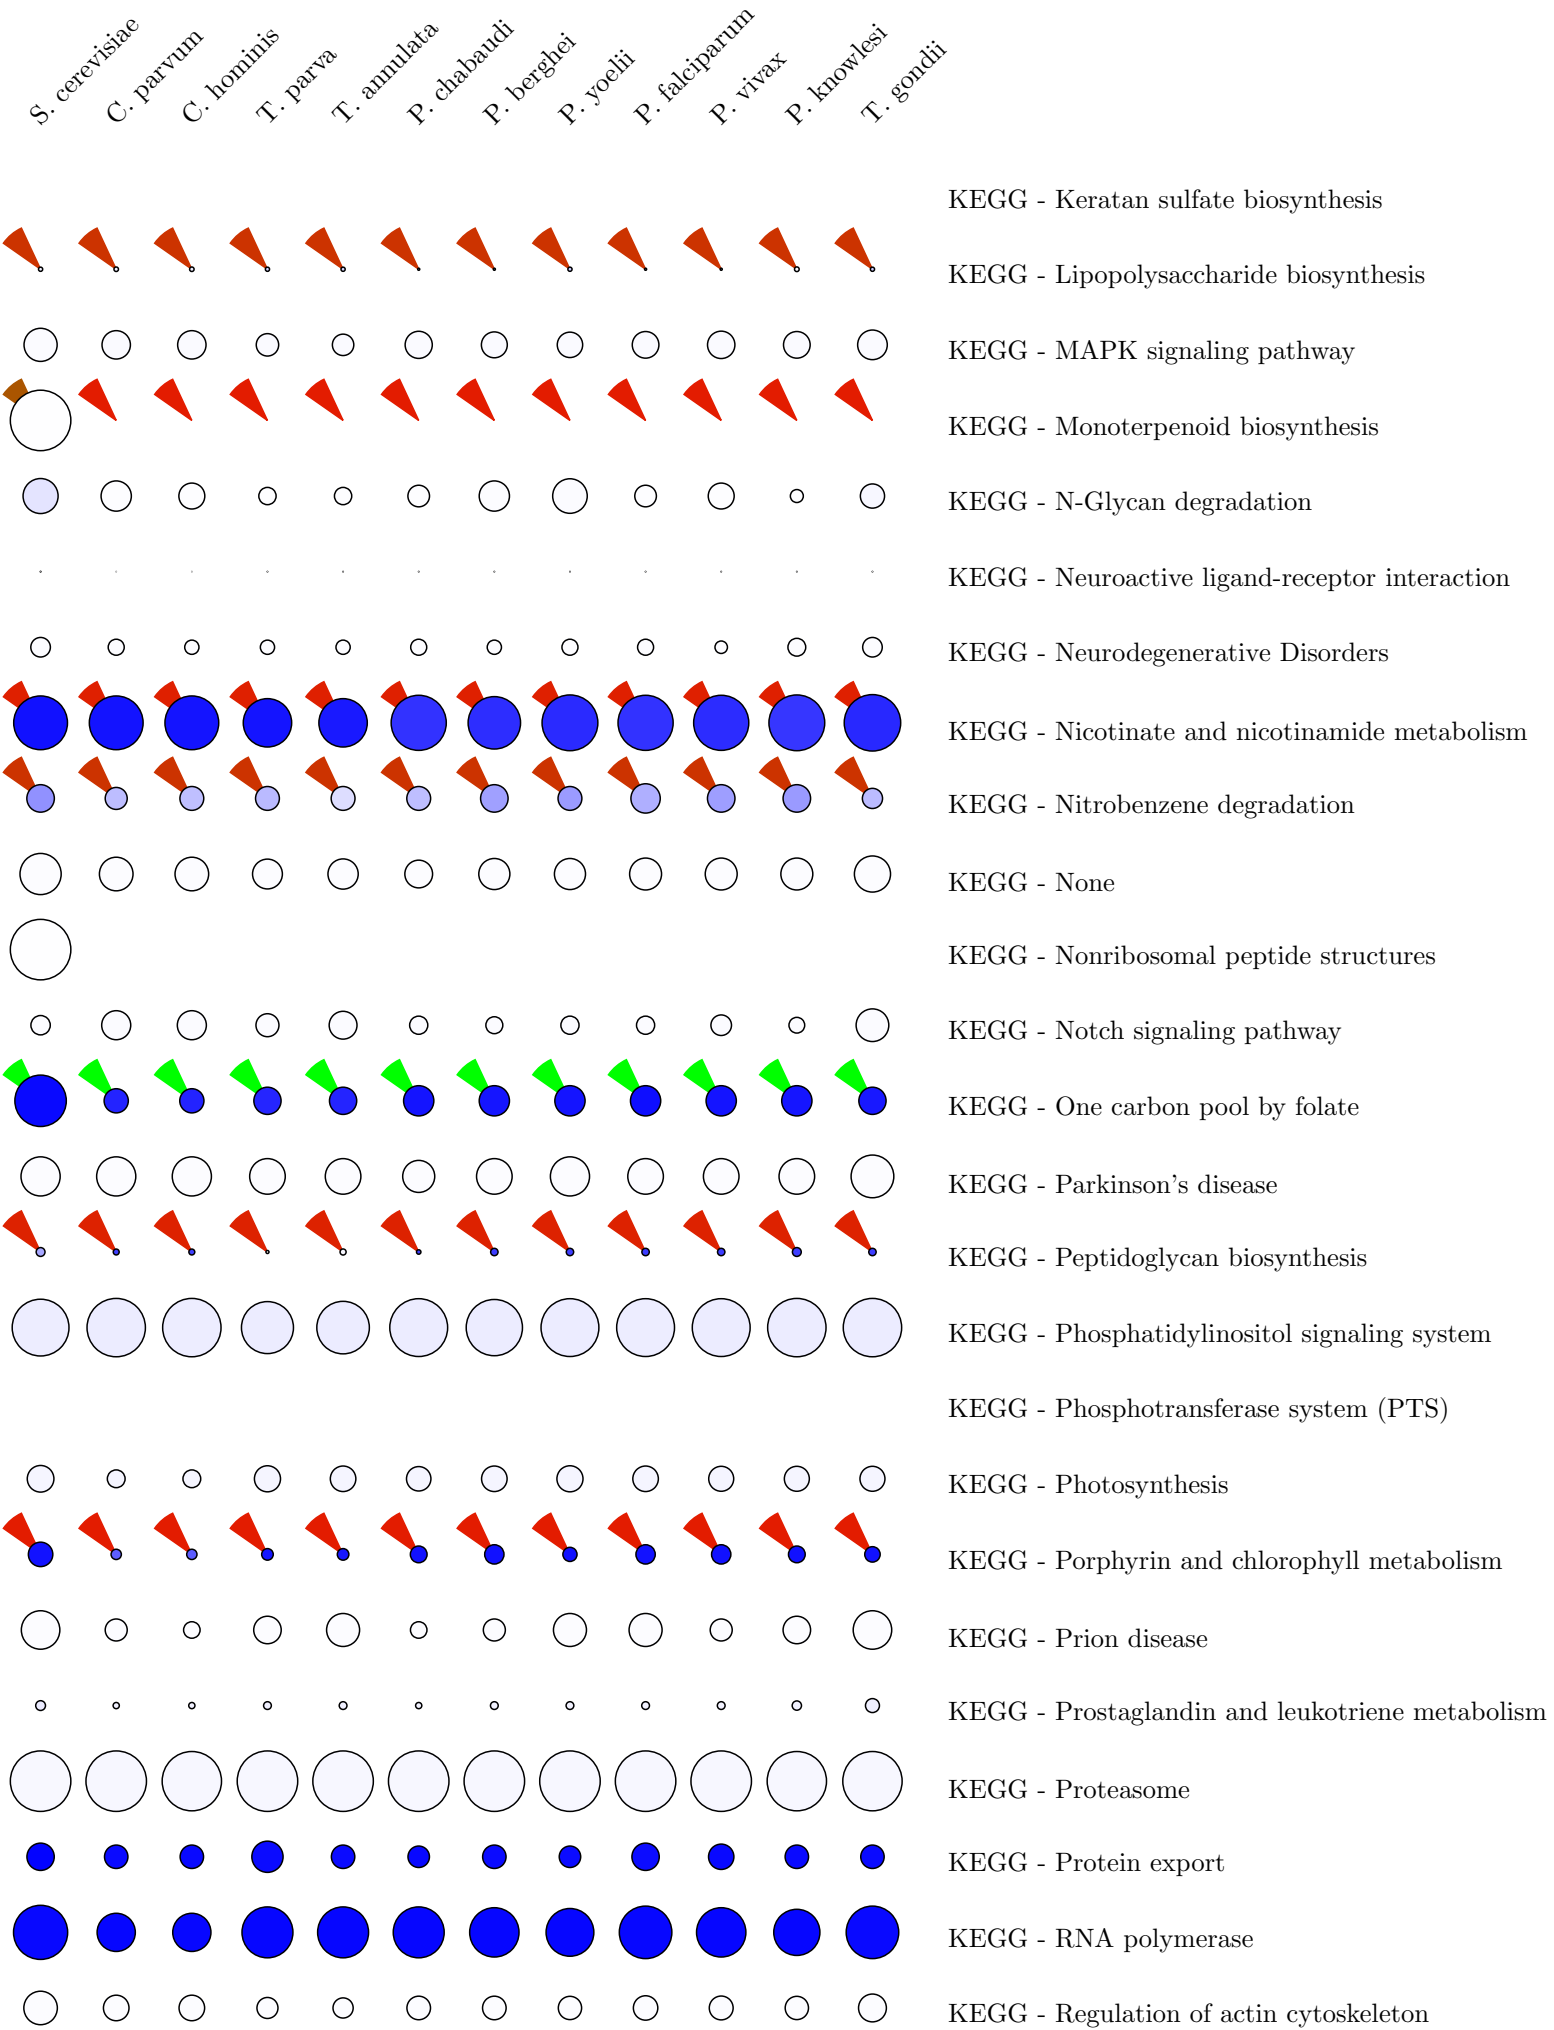 S. cerevisiae
C. parvum
C. hominis
T. parva
T. annulata
P. chabaudi
P. berghei
P. yoelii
P. falciparum
P. vivax
P. knowlesi
T. gondii
KEGG - Keratan sulfate biosynthesis
KEGG - Lipopolysaccharide biosynthesis
KEGG - MAPK signaling pathway
KEGG - Monoterpenoid biosynthesis
KEGG - N-Glycan degradation
KEGG - Neuroactive ligand-receptor interaction
KEGG - Neurodegenerative Disorders
KEGG - Nicotinate and nicotinamide metabolism
KEGG - Nitrobenzene degradation
KEGG - None
KEGG - Nonribosomal peptide structures
KEGG - Notch signaling pathway
KEGG - One carbon pool by folate
KEGG - Parkinson's disease
KEGG - Peptidoglycan biosynthesis
KEGG - Phosphatidylinositol signaling system
KEGG - Phosphotransferase system (PTS)
KEGG - Photosynthesis
KEGG - Porphyrin and chlorophyll metabolism
KEGG - Prion disease
KEGG - Prostaglandin and leukotriene metabolism
KEGG - Proteasome
KEGG - Protein export
KEGG - RNA polymerase
KEGG - Regulation of actin cytoskeleton